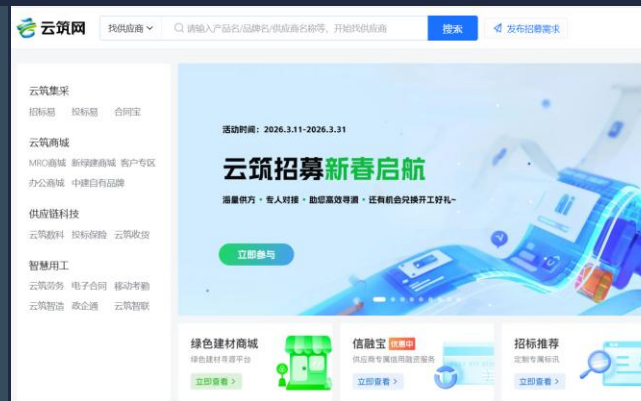 云筑网 找供应商 请输入产品名/品牌名/供应商名称等，开始找供应商 搜索 发布招募需求
云筑集采
招标易 投标易 合同宝
云筑商城
MRO商城 新绿建商城 客户专区
办公商城 中建自有品牌
供应链科技
云筑数科 投标保险 云筑收货
智慧用工
云筑劳务 电子合同 移动考勤
云筑智造 政企通 云筑智联
活动时间：2026.3.11-2026.3.31
云筑招募新春启航
海量供方·专人对接·助您高效寻源·还有机会兑换开工好礼~
立即参与
绿色建材商城
绿色建材寻源平台
立即查看 >
信融宝 优惠中
供应商专属信用融资服务
立即查看 >
招标推荐
定制专属标讯
立即查看 >